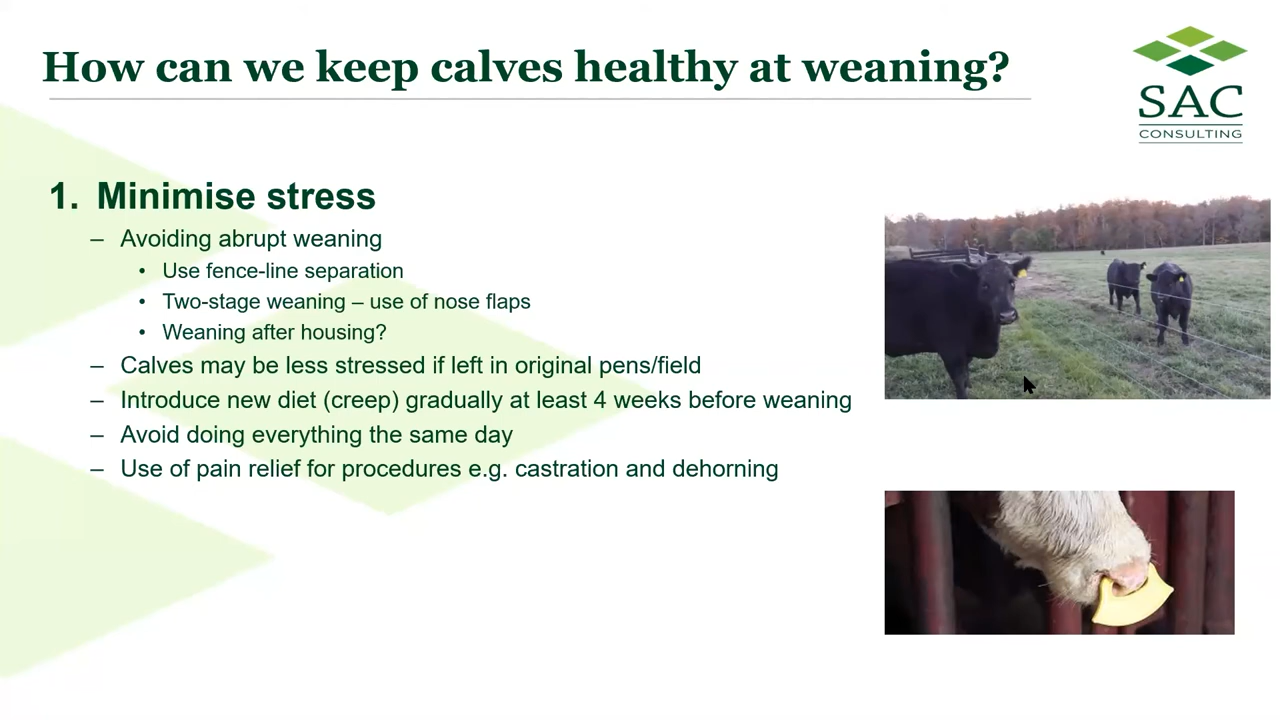 How can we keep calves healthy at weaning?
SAC
CONSULTING
1. Minimise stress
– Avoiding abrupt weaning
• Use fence-line separation
• Two-stage weaning – use of nose flaps
• Weaning after housing?
– Calves may be less stressed if left in original pens/field
– Introduce new diet (creep) gradually at least 4 weeks before weaning
– Avoid doing everything the same day
– Use of pain relief for procedures e.g. castration and dehorning